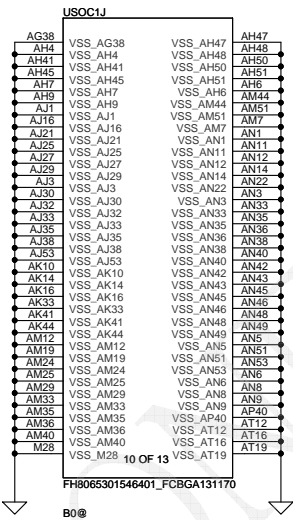 USOC1J
AG38 VSS_AG38 VSS_AH47 AH47
AH4 VSS_AH4 VSS_AH48 AH48
AH41 VSS_AH41 VSS_AH50 AH50
AH45 VSS_AH45 VSS_AH51 AH51
AH7 VSS_AH7 VSS_AH6 AH6
AH9 VSS_AH9 VSS_AM44 AM44
AJ1 VSS_AJ1 VSS_AM51 AM51
AJ16 VSS_AJ16 VSS_AM7 AM7
AJ21 VSS_AJ21 VSS_AN1 AN1
AJ25 VSS_AJ25 VSS_AN11 AN11
AJ27 VSS_AJ27 VSS_AN12 AN12
AJ29 VSS_AJ29 VSS_AN14 AN14
AJ3 VSS_AJ3 VSS_AN22 AN22
AJ30 VSS_AJ30 VSS_AN3 AN3
AJ32 VSS_AJ32 VSS_AN33 AN33
AJ33 VSS_AJ33 VSS_AN35 AN35
AJ35 VSS_AJ35 VSS_AN36 AN36
AJ38 VSS_AJ38 VSS_AN38 AN38
AJ53 VSS_AJ53 VSS_AN40 AN40
AK10 VSS_AK10 VSS_AN42 AN42
AK14 VSS_AK14 VSS_AN43 AN43
AK16 VSS_AK16 VSS_AN45 AN45
AK33 VSS_AK33 VSS_AN46 AN46
AK41 VSS_AK41 VSS_AN48 AN48
AK44 VSS_AK44 VSS_AN49 AN49
AM12 VSS_AM12 VSS_AN5 AN5
AM19 VSS_AM19 VSS_AN51 AN51
AM24 VSS_AM24 VSS_AN53 AN53
AM25 VSS_AM25 VSS_AN6 AN6
AM29 VSS_AM29 VSS_AN8 AN8
AM33 VSS_AM33 VSS_AN9 AN9
AM35 VSS_AM35 VSS_AP40 AP40
AM36 VSS_AM36 VSS_AT12 AT12
AM40 VSS_AM40 VSS_AT16 AT16
M28 VSS_M28 10 OF 13 VSS_AT19 AT19
FH8065301546401_FCBGA131170
B0@